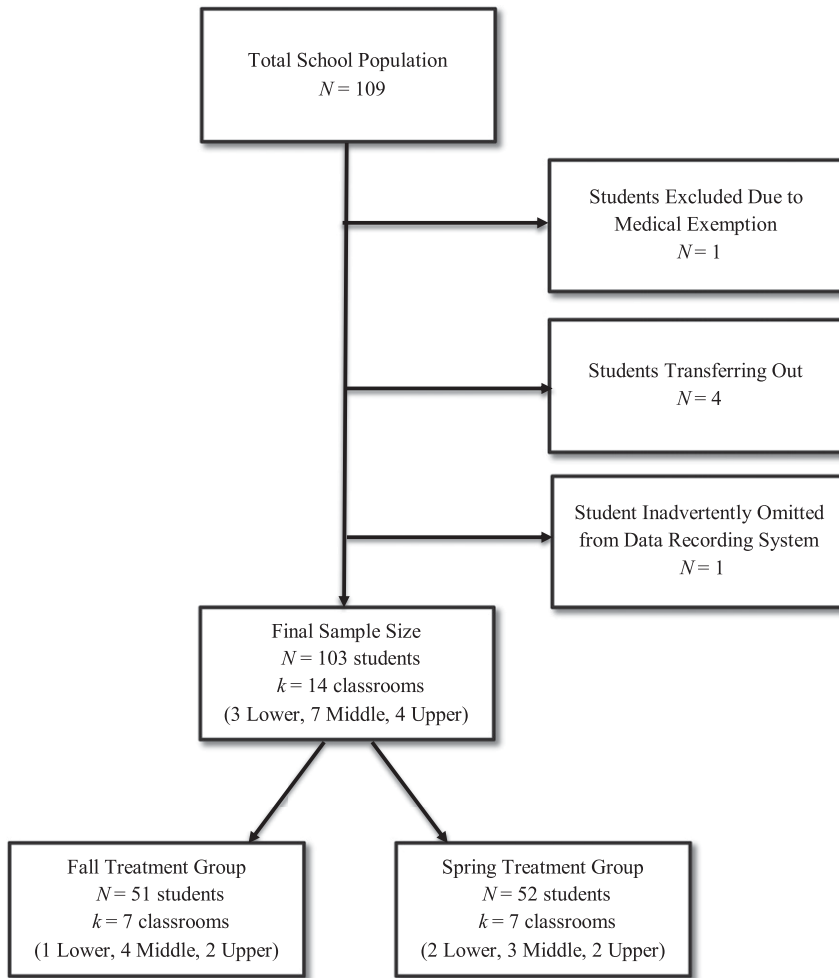 Total School Population
N = 109
Students Excluded Due to
Medical Exemption
N = 1
Students Transferring Out
N = 4
Student Inadvertently Omitted
from Data Recording System
N = 1
Final Sample Size
N = 103 students
k = 14 classrooms
(3 Lower, 7 Middle, 4 Upper)
Fall Treatment Group
N = 51 students
k = 7 classrooms
(1 Lower, 4 Middle, 2 Upper)
Spring Treatment Group
N = 52 students
k = 7 classrooms
(2 Lower, 3 Middle, 2 Upper)